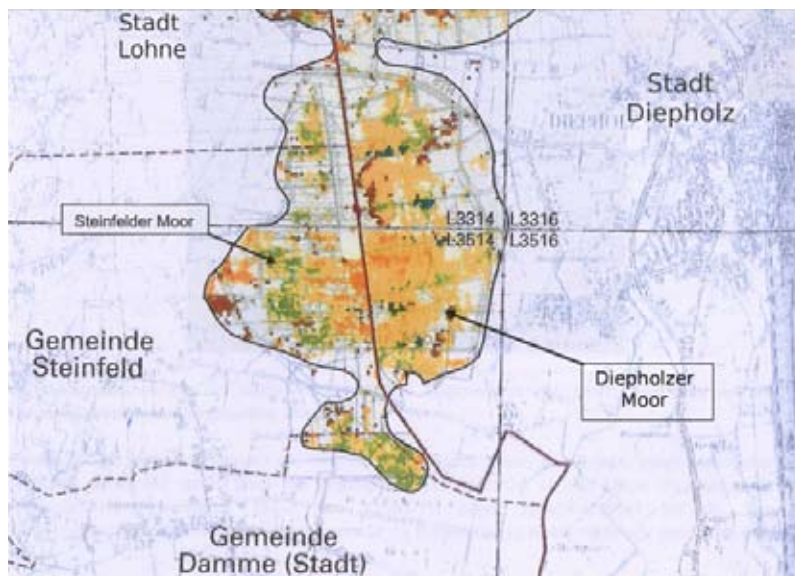 Stadt
Lohne
Stadt
Diepholz
Steinfelder Moor
L3314 L3316
L3514 L3516
Gemeinde
Steinfeld
Diepholzer
Moor
Gemeinde
Damme (Stadt)